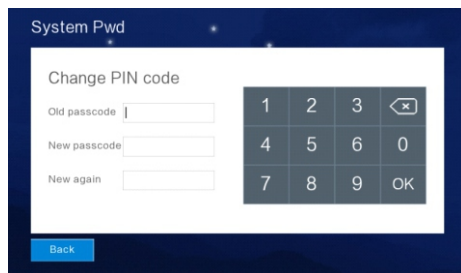 System Pwd
Change PIN code
Old passcode
New passcode
New again
1 2 3
4 5 6 0
7 8 9 OK
Back